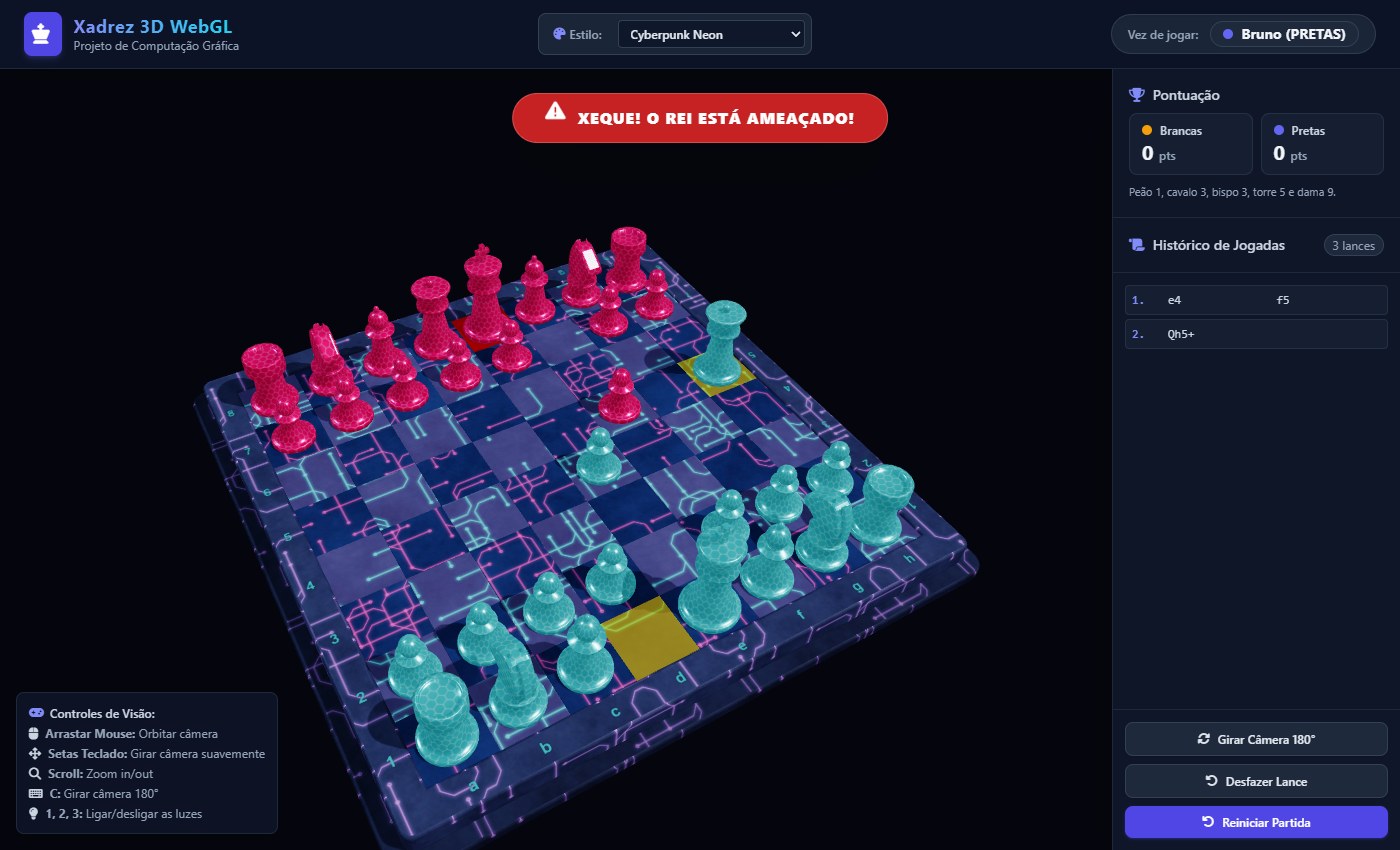 Xadrez 3D WebGL
Projeto de Computação Gráfica
Estilo:
Cyberpunk Neon
Vez de jogar:
Bruno (PRETAS)
XEQUE! O REI ESTÁ AMEAÇADO!
Pontuação
Brancas
0 pts
Pretas
0 pts
Peão 1, cavalo 3, bispo 3, torre 5 e dama 9.
Histórico de Jogadas
3 lances
1. e4 f5
2. Qh5+
8
7
6
5
4
3
2
1
a
b
c
d
e
f
g
h
1
2
4
5
Controles de Visão:
Arrastar Mouse: Orbitar câmera
Setas Teclado: Girar câmera suavemente
Scroll: Zoom in/out
C: Girar câmera 180°
1, 2, 3: Ligar/desligar as luzes
Girar Câmera 180°
Desfazer Lance
Reiniciar Partida